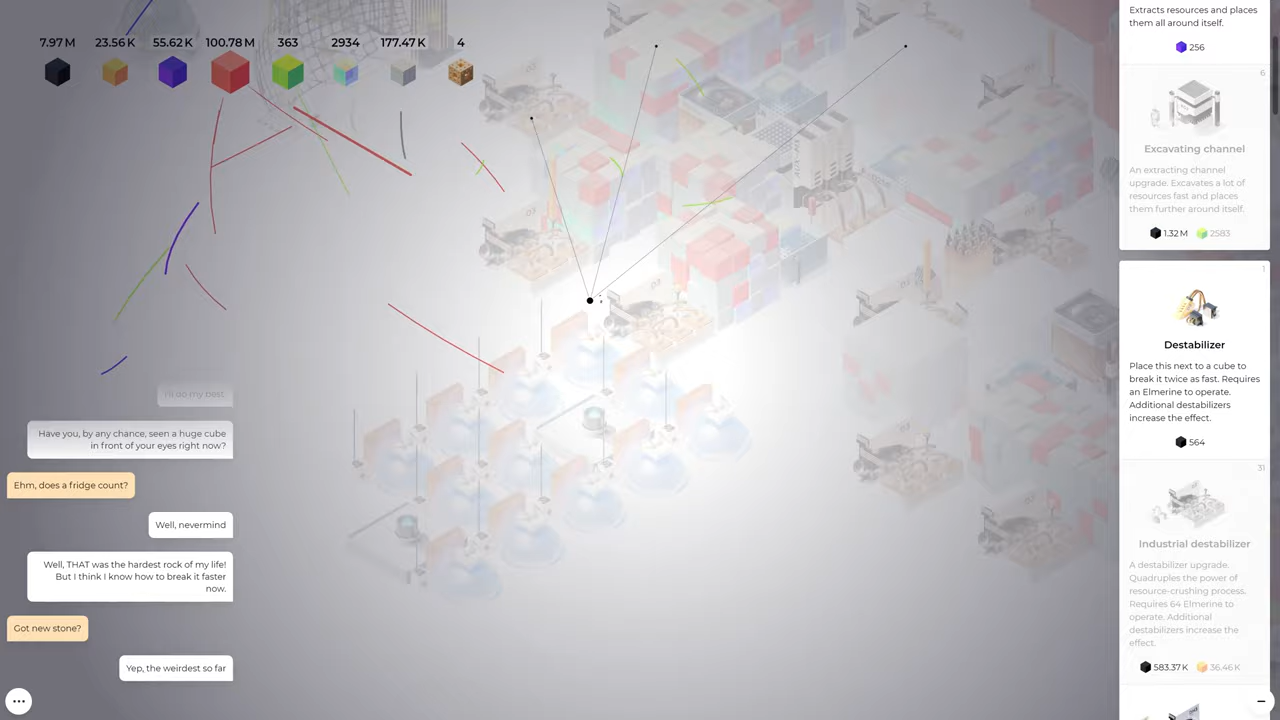 7.97 M 23.56 K 55.62 K 100.78 M 363 2934 177.47 K 4
I'll do my best
Have you, by any chance, seen a huge cube
in front of your eyes right now?
Ehm, does a fridge count?
Well, nevermind
Well, THAT was the hardest rock of my life!
But I think I know how to break it faster
now.
Got new stone?
Yep, the weirdest so far
Extracts resources and places
them all around itself.
256
6
Excavating channel
An extracting channel
upgrade. Excavates a lot of
resources fast and places
them further around itself.
1.32 M 2583
1
Destabilizer
Place this next to a cube to
break it twice as fast. Requires
an Elmerine to operate.
Additional destabilizers
increase the effect.
564
31
Industrial destabilizer
A destabilizer upgrade.
Quadruples the power of
resource-crushing process.
Requires 64 Elmerine to
operate. Additional
destabilizers increase the
effect.
583.37 K 36.46 K